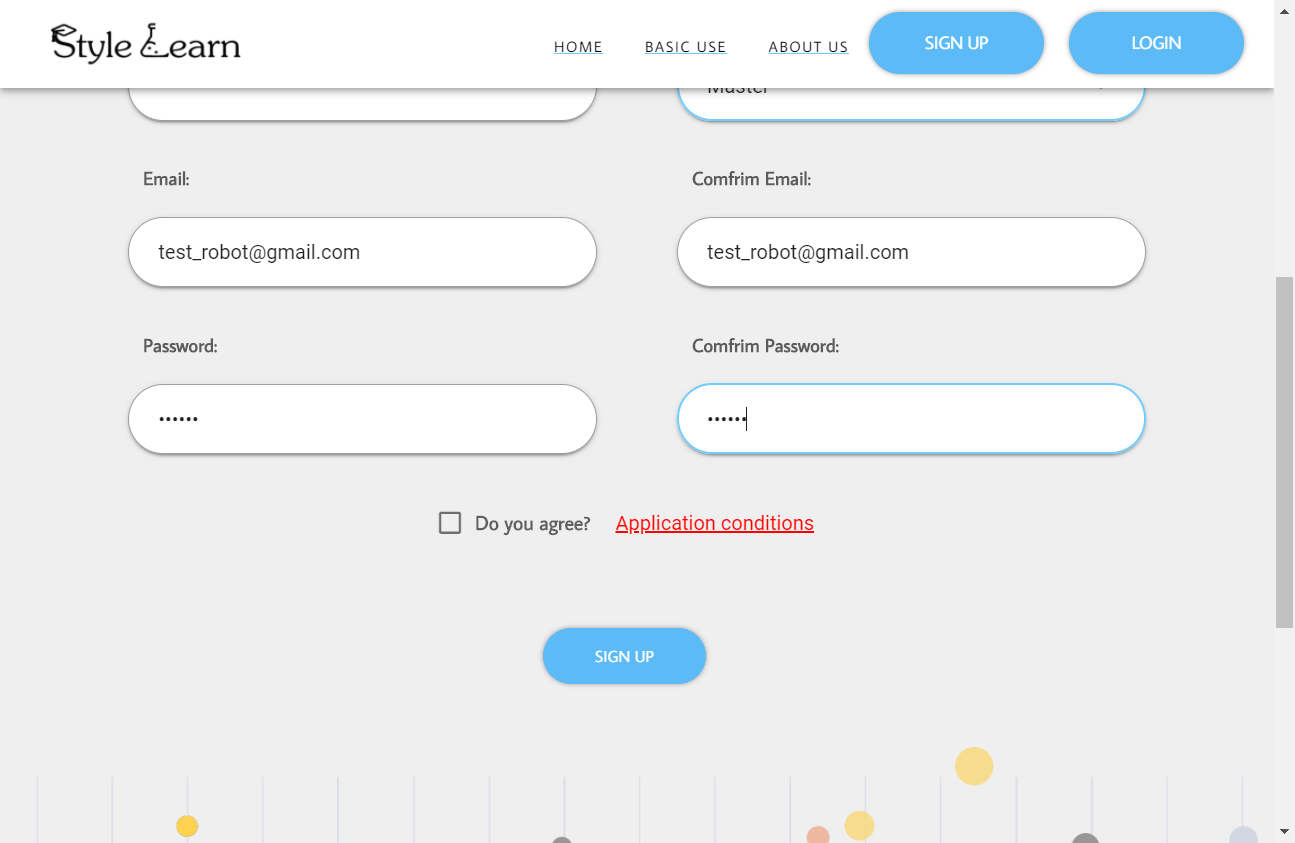 Style Learn
HOME BASIC USE ABOUT US SIGN UP LOGIN
Master
Email: Comfrim Email:
test_robot@gmail.com test_robot@gmail.com
Password: Comfrim Password:
•••••• ••••••
Do you agree? Application conditions
SIGN UP